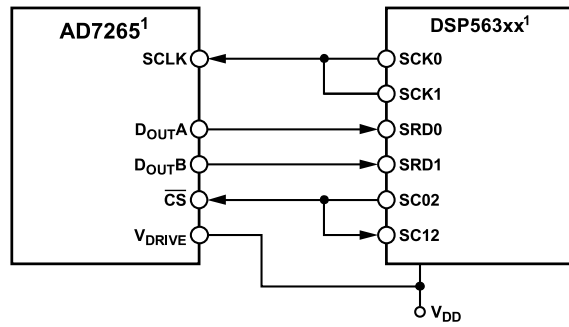 AD7265¹
DSP563xx¹
SCLK
SCK0
SCK1
DOUTA
SRD0
DOUTB
SRD1
CS
SC02
VDRIVE
SC12
VDD